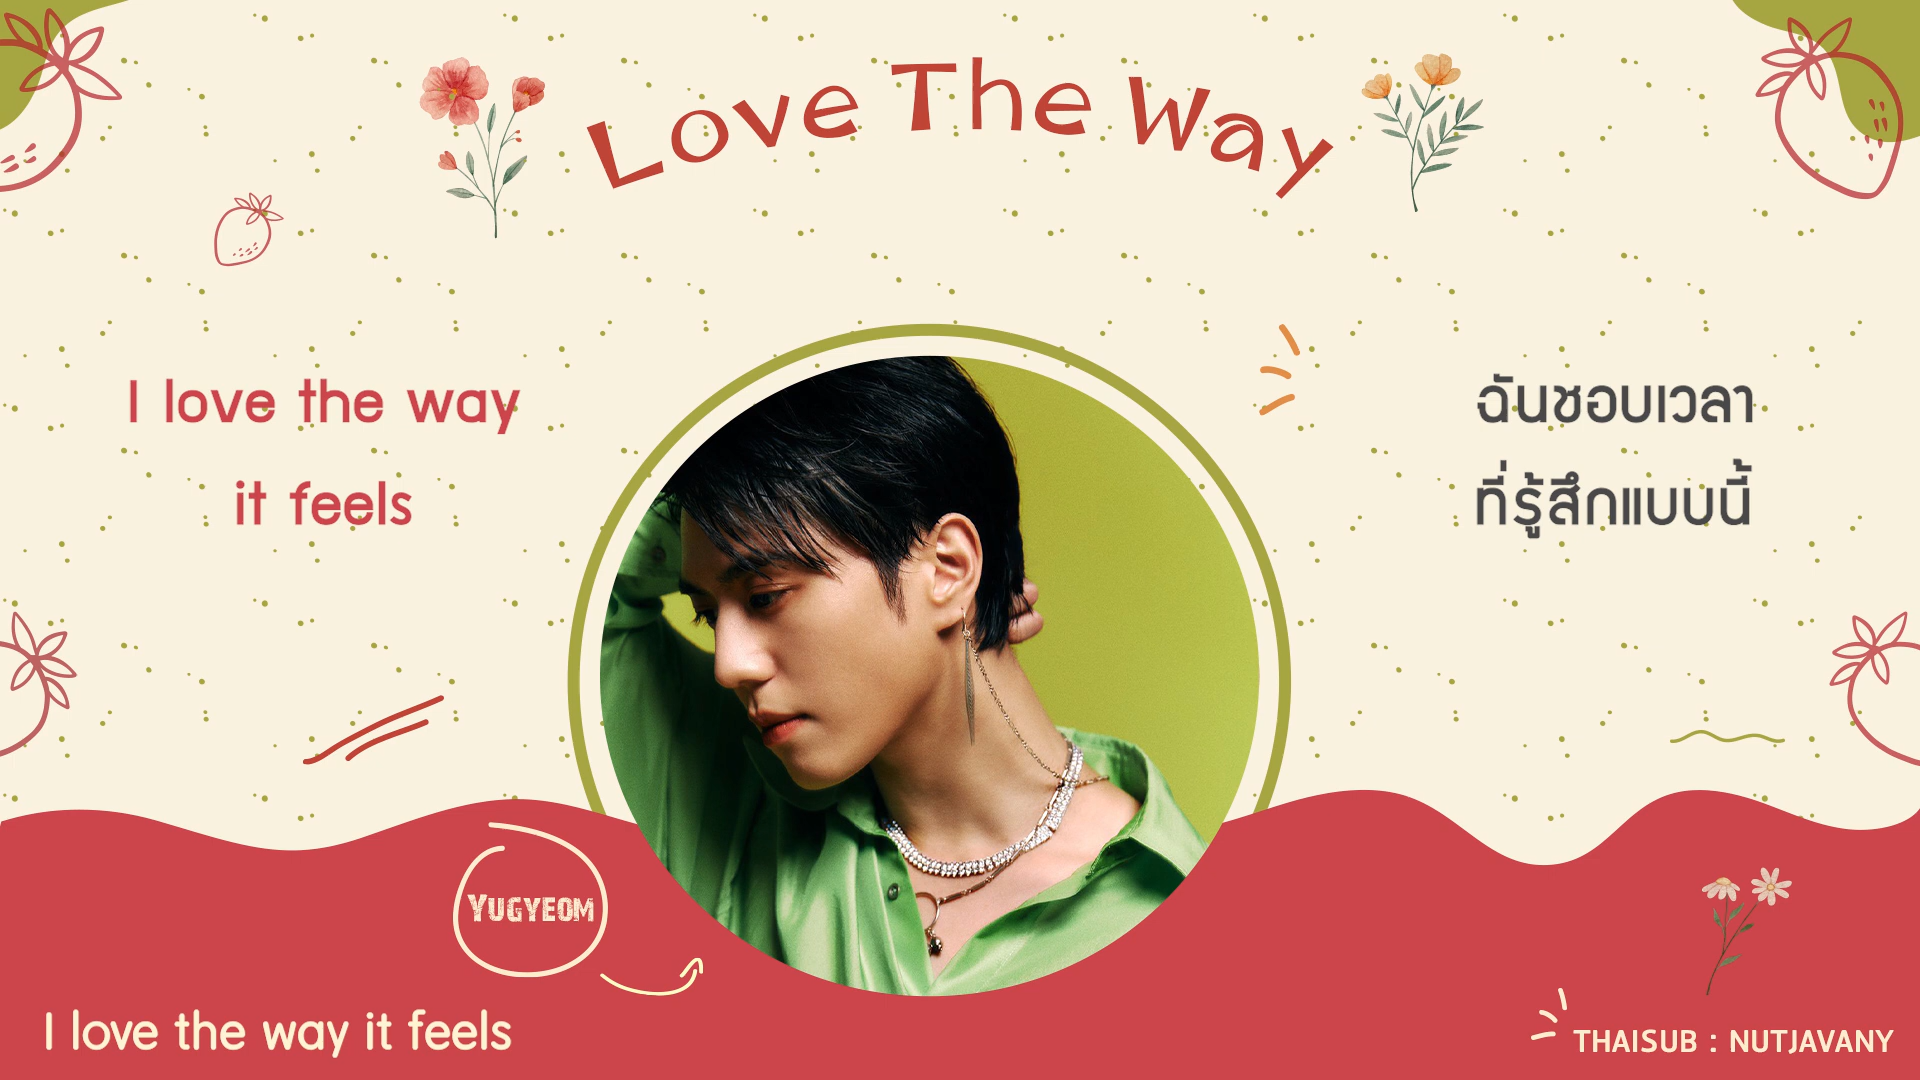 Love The Way
I love the way
it feels
ฉันชอบเวลา
ที่รู้สึกแบบนี้
YUGYEOM
I love the way it feels
THAISUB : NUTJAVANY